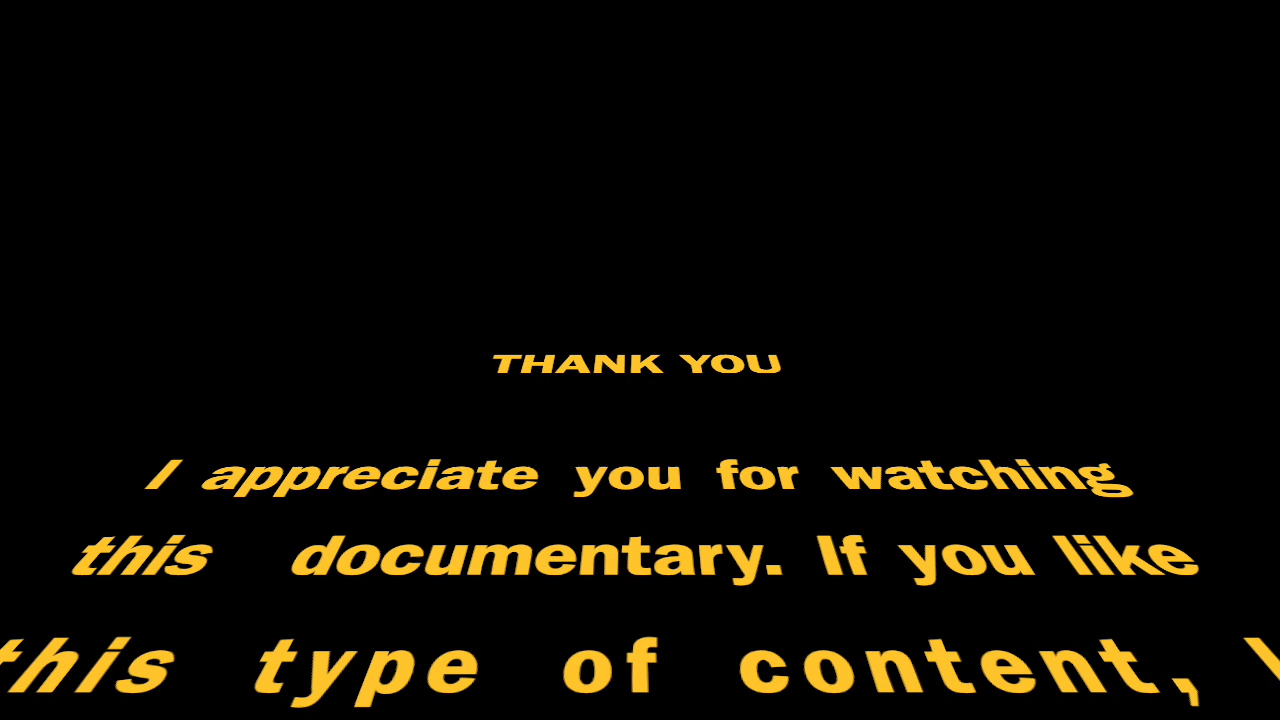 THANK YOU
I appreciate you for watching
this documentary. If you like
this type of content,